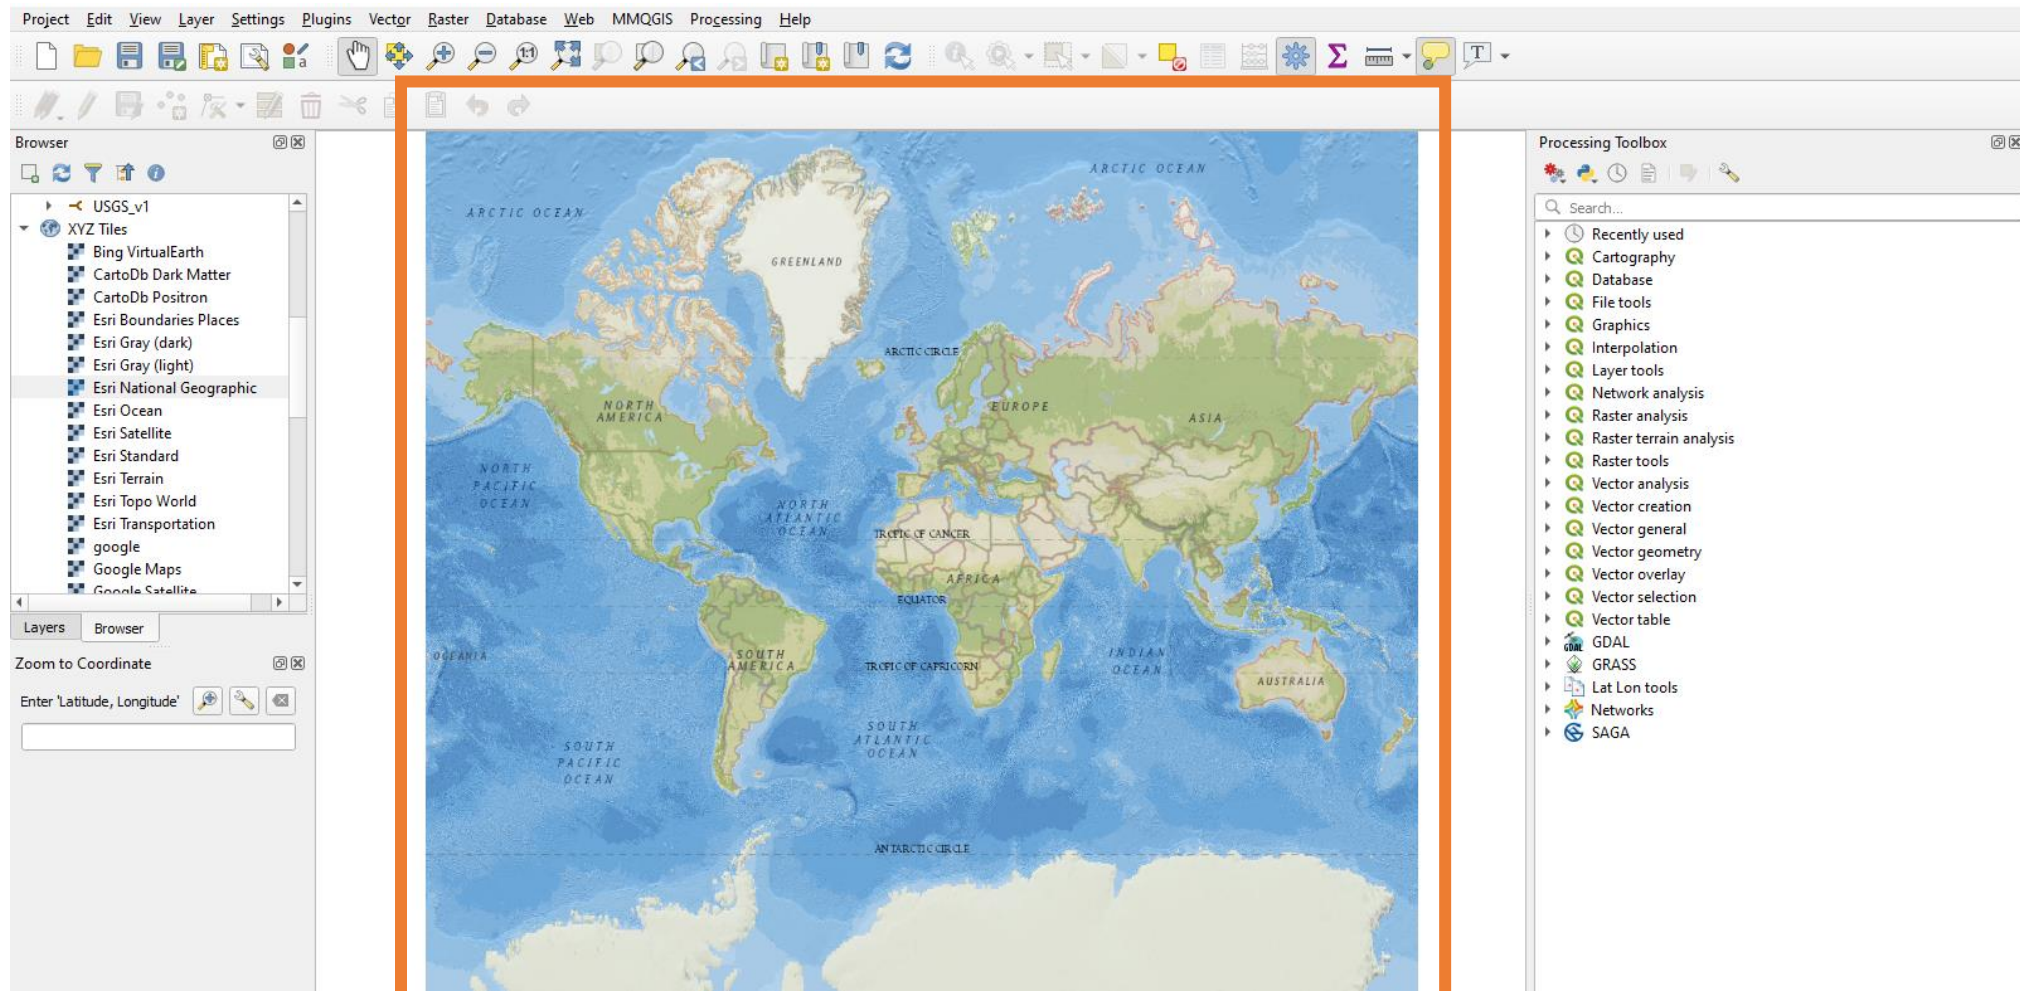 Project Edit View Layer Settings Plugins Vector Raster Database Web MMQGIS Processing Help
Browser
USGS_v1
XYZ Tiles
Bing VirtualEarth
CartoDb Dark Matter
CartoDb Positron
Esri Boundaries Places
Esri Gray (dark)
Esri Gray (light)
Esri National Geographic
Esri Ocean
Esri Satellite
Esri Standard
Esri Terrain
Esri Topo World
Esri Transportation
google
Google Maps
Google Satellite
Layers Browser
Zoom to Coordinate
Enter 'Latitude, Longitude'
ARCTIC OCEAN
ARCTIC OCEAN
GREENLAND
ARCTIC CIRCLE
NORTH
AMERICA
EUROPE
ASIA
NORTH
PACIFIC
OCEAN
NORTH
ATLANTIC
OCEAN
TROPIC OF CANCER
AFRICA
EQUATOR
OCEANIA
SOUTH
AMERICA
TROPIC OF CAPRICORN
INDIAN
OCEAN
AUSTRALIA
SOUTH
ATLANTIC
OCEAN
SOUTH
PACIFIC
OCEAN
ANTARCTIC CIRCLE
Processing Toolbox
Search...
Recently used
Cartography
Database
File tools
Graphics
Interpolation
Layer tools
Network analysis
Raster analysis
Raster terrain analysis
Raster tools
Vector analysis
Vector creation
Vector general
Vector geometry
Vector overlay
Vector selection
Vector table
GDAL
GRASS
Lat Lon tools
Networks
SAGA